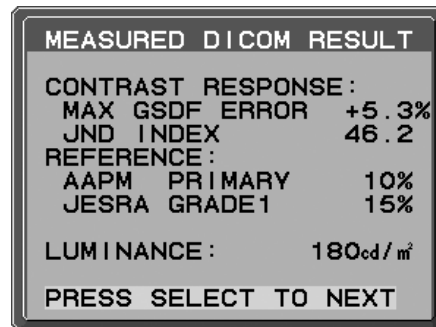 MEASURED DICOM RESULT
CONTRAST RESPONSE:
MAX GSDF ERROR +5.3%
JND INDEX 46.2
REFERENCE:
AAPM PRIMARY 10%
JESRA GRADE1 15%
LUMINANCE: 180cd/㎡
PRESS SELECT TO NEXT